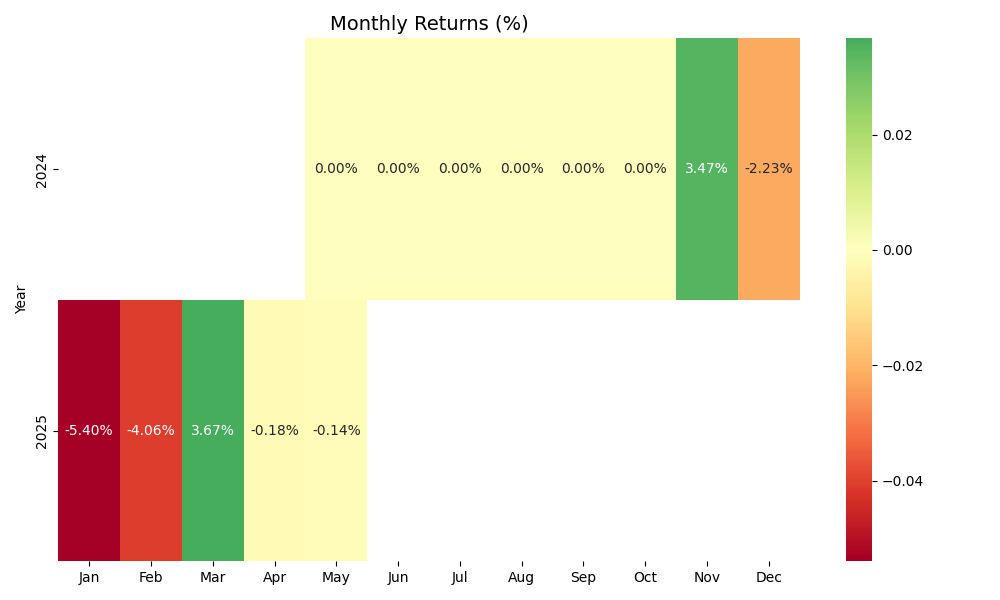 Monthly Returns (%)
2024
0.00% 0.00% 0.00% 0.00% 0.00% 0.00% 3.47% -2.23%
Year
2025
-5.40% -4.06% 3.67% -0.18% -0.14%
Jan Feb Mar Apr May Jun Jul Aug Sep Oct Nov Dec
0.02
0.00
−0.02
−0.04